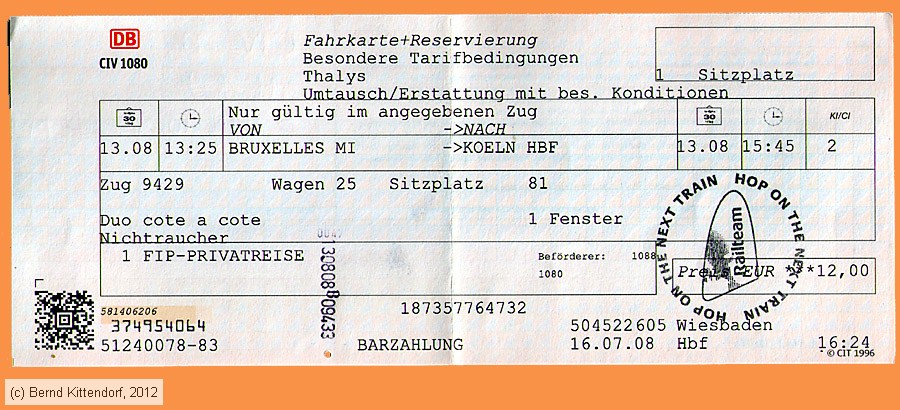 DB
CIV 1080
Fahrkarte+Reservierung
Besondere Tarifbedingungen
Thalys
Umtausch/Erstattung mit bes. Konditionen
1 Sitzplatz
Nur gültig im angegebenen Zug
VON ->NACH
Kl/Cl
13.08 13:25 BRUXELLES MI ->KOELN HBF 13.08 15:45 2
Zug 9429 Wagen 25 Sitzplatz 81
Duo cote a cote 1 Fenster
Nichtraucher
1 FIP-PRIVATREISE
Beförderer: 1088
1080
Preis EUR ***12,00
HOP ON THE NEXT TRAIN HOP ON THE NEXT TRAIN
Railteam
130808 809433
187357764732
581406206
374954064
51240078-83
BARZAHLUNG
504522605 Wiesbaden
16.07.08 Hbf 16:24
© CIT 1996
(c) Bernd Kittendorf, 2012